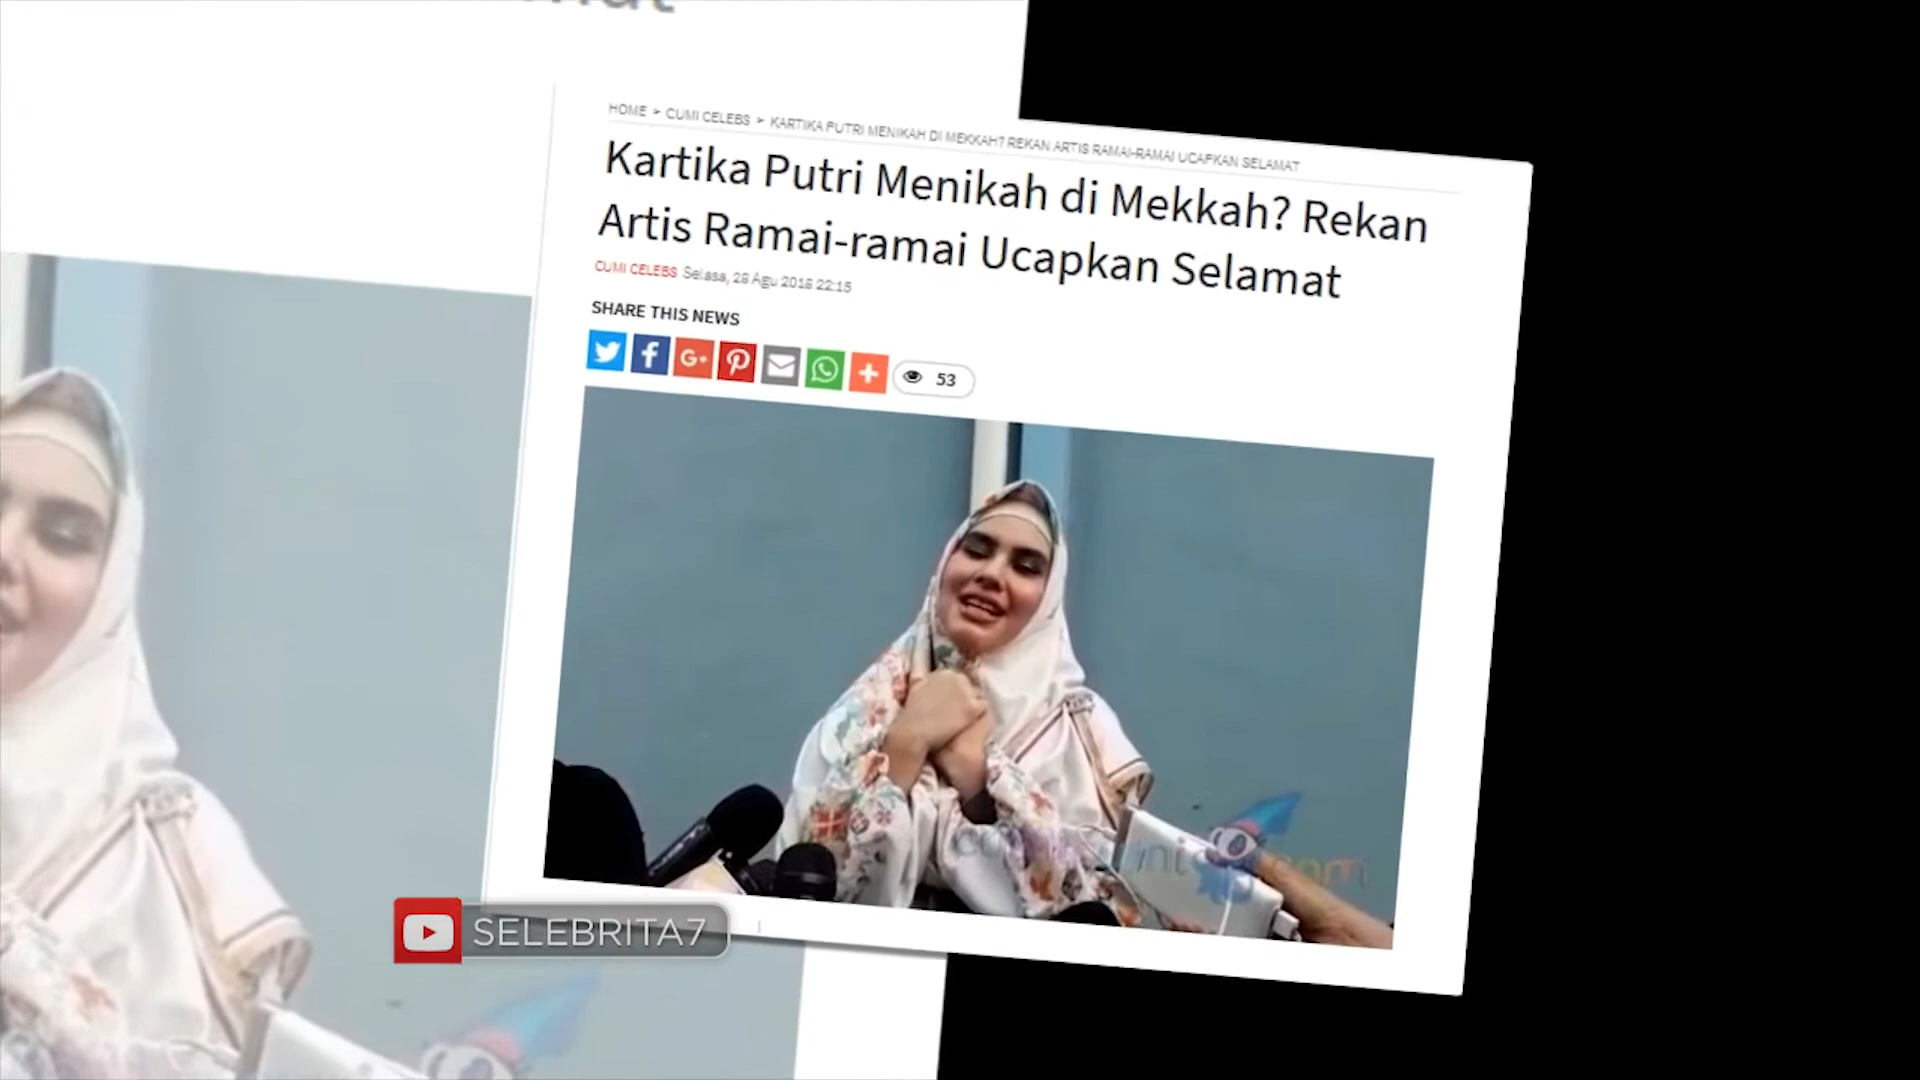 HOME > CUMI CELEBS > KARTIKA PUTRI MENIKAH DI MEKKAH? REKAN ARTIS RAMAI-RAMAI UCAPKAN SELAMAT
Kartika Putri Menikah di Mekkah? Rekan
Artis Ramai-ramai Ucapkan Selamat
CUMI CELEBS Selasa, 28 Agu 2018 22:15
SHARE THIS NEWS
53
SELEBRITA7